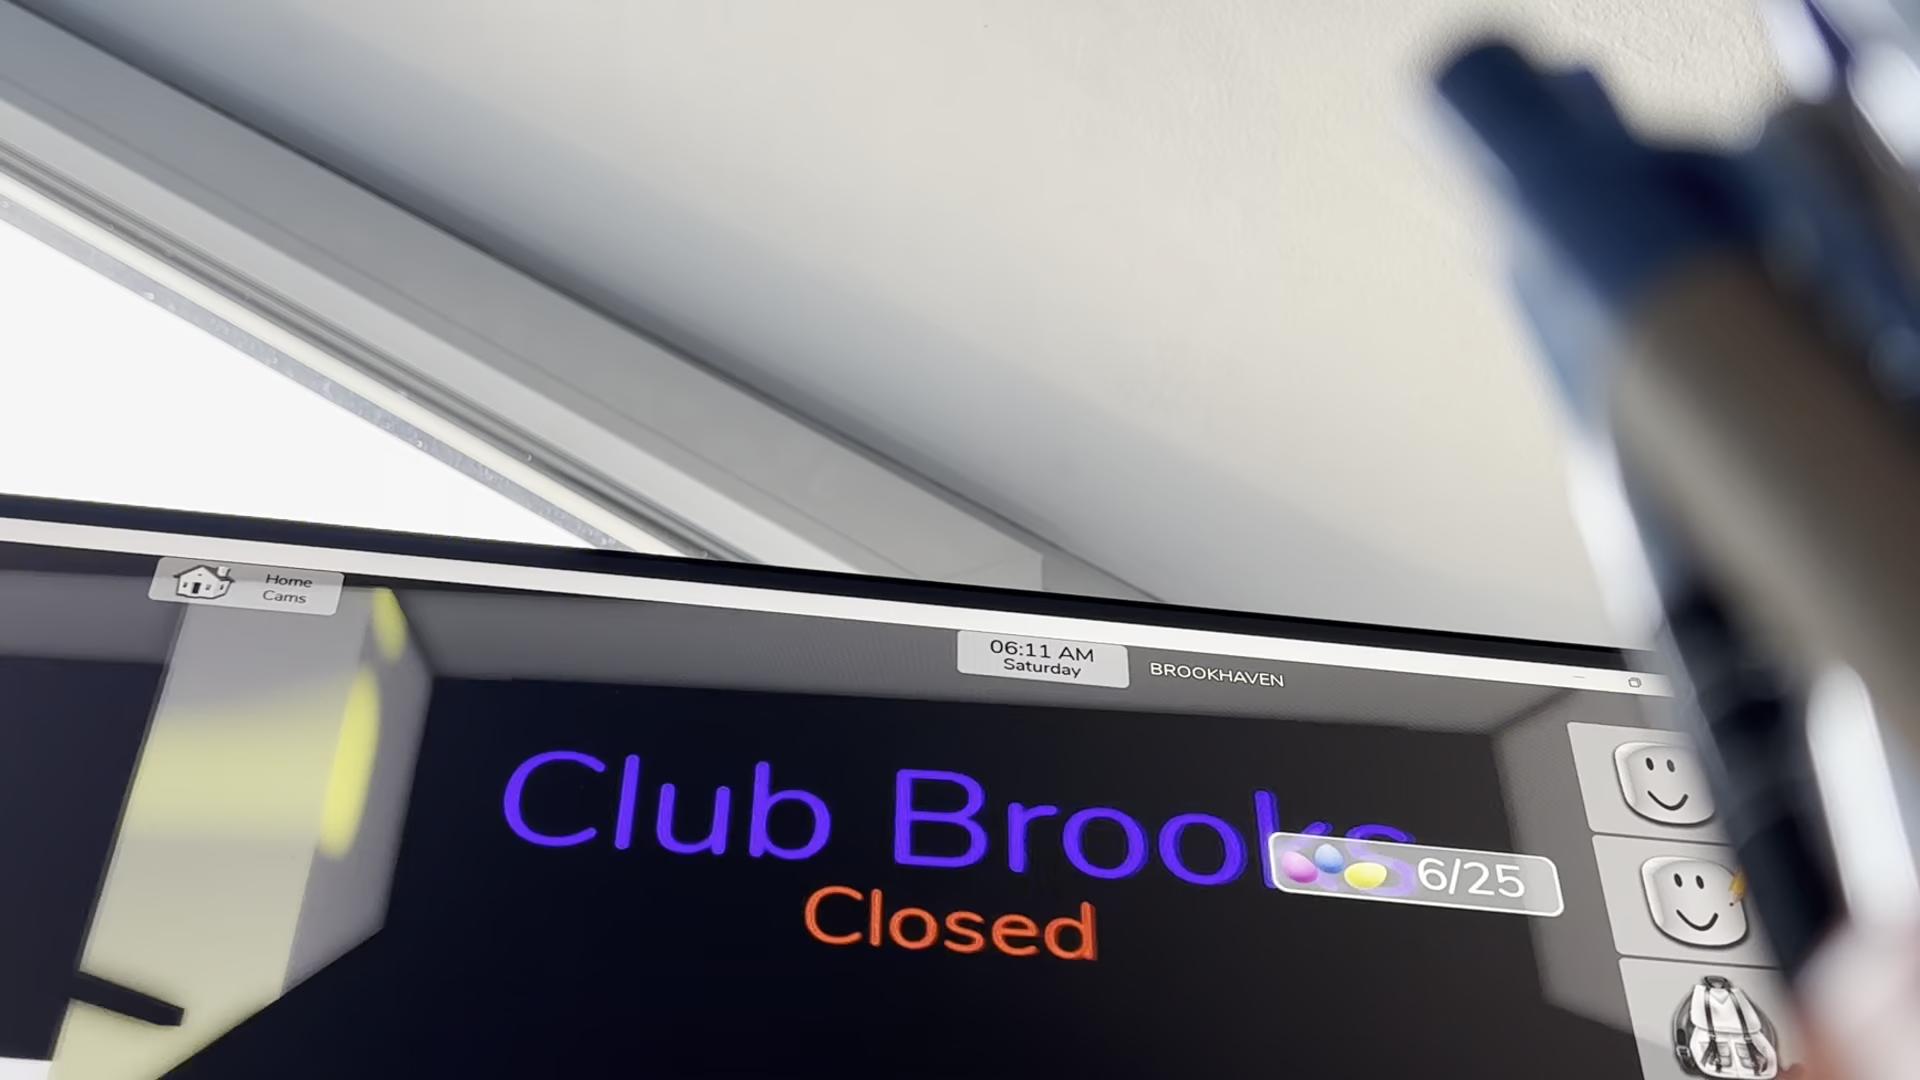 Home
Cams
06:11 AM
Saturday
BROOKHAVEN
Club Brooks
6/25
Closed